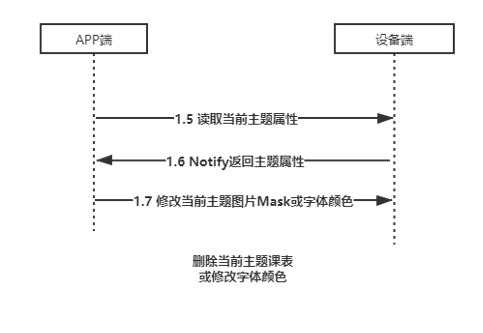 APP端
设备端
1.5 读取当前主题属性
1.6 Notify返回主题属性
1.7 修改当前主题图片Mask或字体颜色
删除当前主题课表
或修改字体颜色